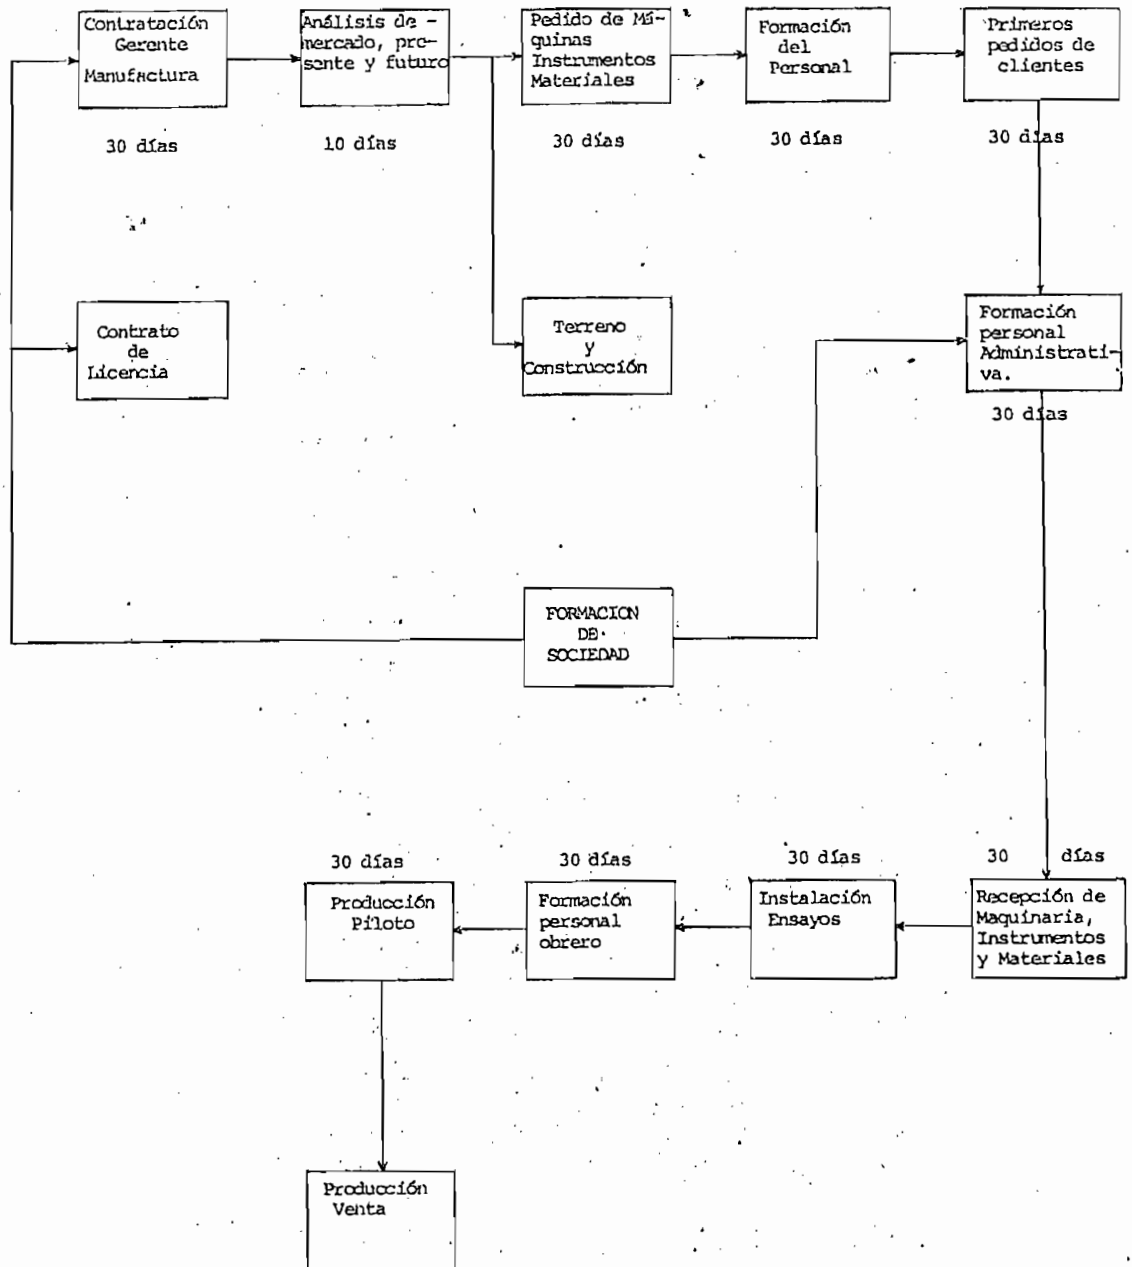 Contratación
Gerente
Manufactura
30 días
Análisis de -
mercado, pre-
sente y futuro
10 días
Pedido de Má-
quinas
Instrumentos
Materiales
30 días
Formación
del
Personal
30 días
Primeros
pedidos de
clientes
30 días
Contrato
de
Licencia
Terreno
y
Construcción
Formación
personal
Administrati-
va.
30 días
FORMACION
DE
SOCIEDAD
30 días
Producción
Piloto
30 días
Formación
personal
obrero
30 días
Instalación
Ensayos
30 días
Recepción de
Maquinaria,
Instrumentos
y Materiales
Producción
Venta